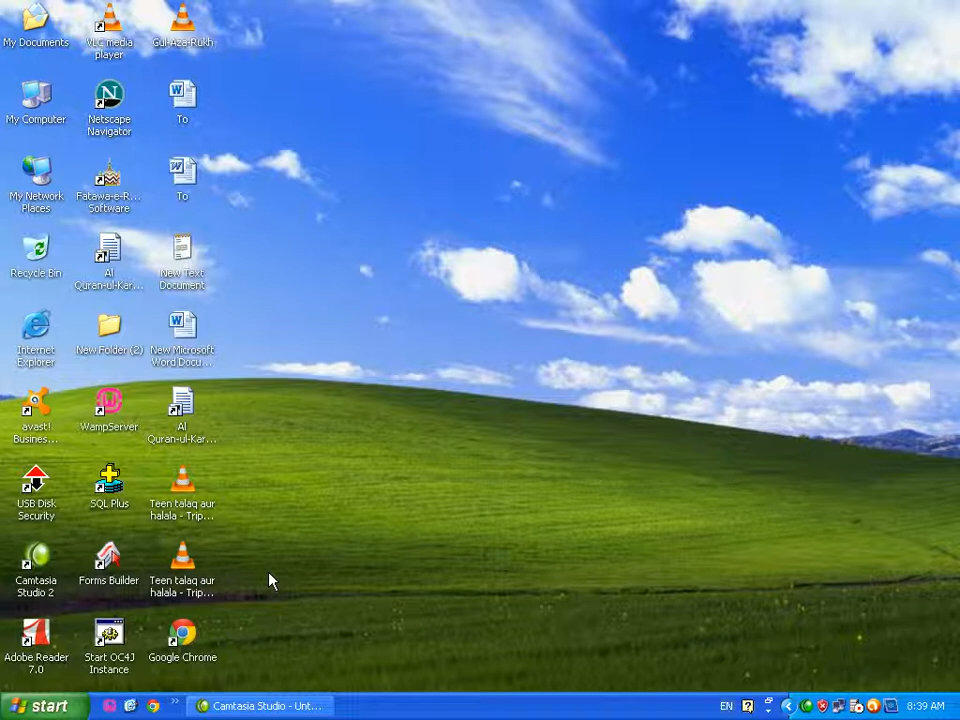 My Documents
VLC media
player
Gul-Aza-Rukh
My Computer
Netscape
Navigator
To
My Network
Places
Fatawa-e-R...
Software
To
Recycle Bin
Al
Quran-ul-Kar...
New Text
Document
Internet
Explorer
New Folder (2)
New Microsoft
Word Docu...
avast!
Busines...
WampServer
Al
Quran-ul-Kar...
USB Disk
Security
SQL Plus
Teen talaq aur
halala - Trip...
Camtasia
Studio 2
Forms Builder
Teen talaq aur
halala - Trip...
Adobe Reader
7.0
Start OC4J
Instance
Google Chrome
start
Camtasia Studio - Unt...
EN
8:39 AM